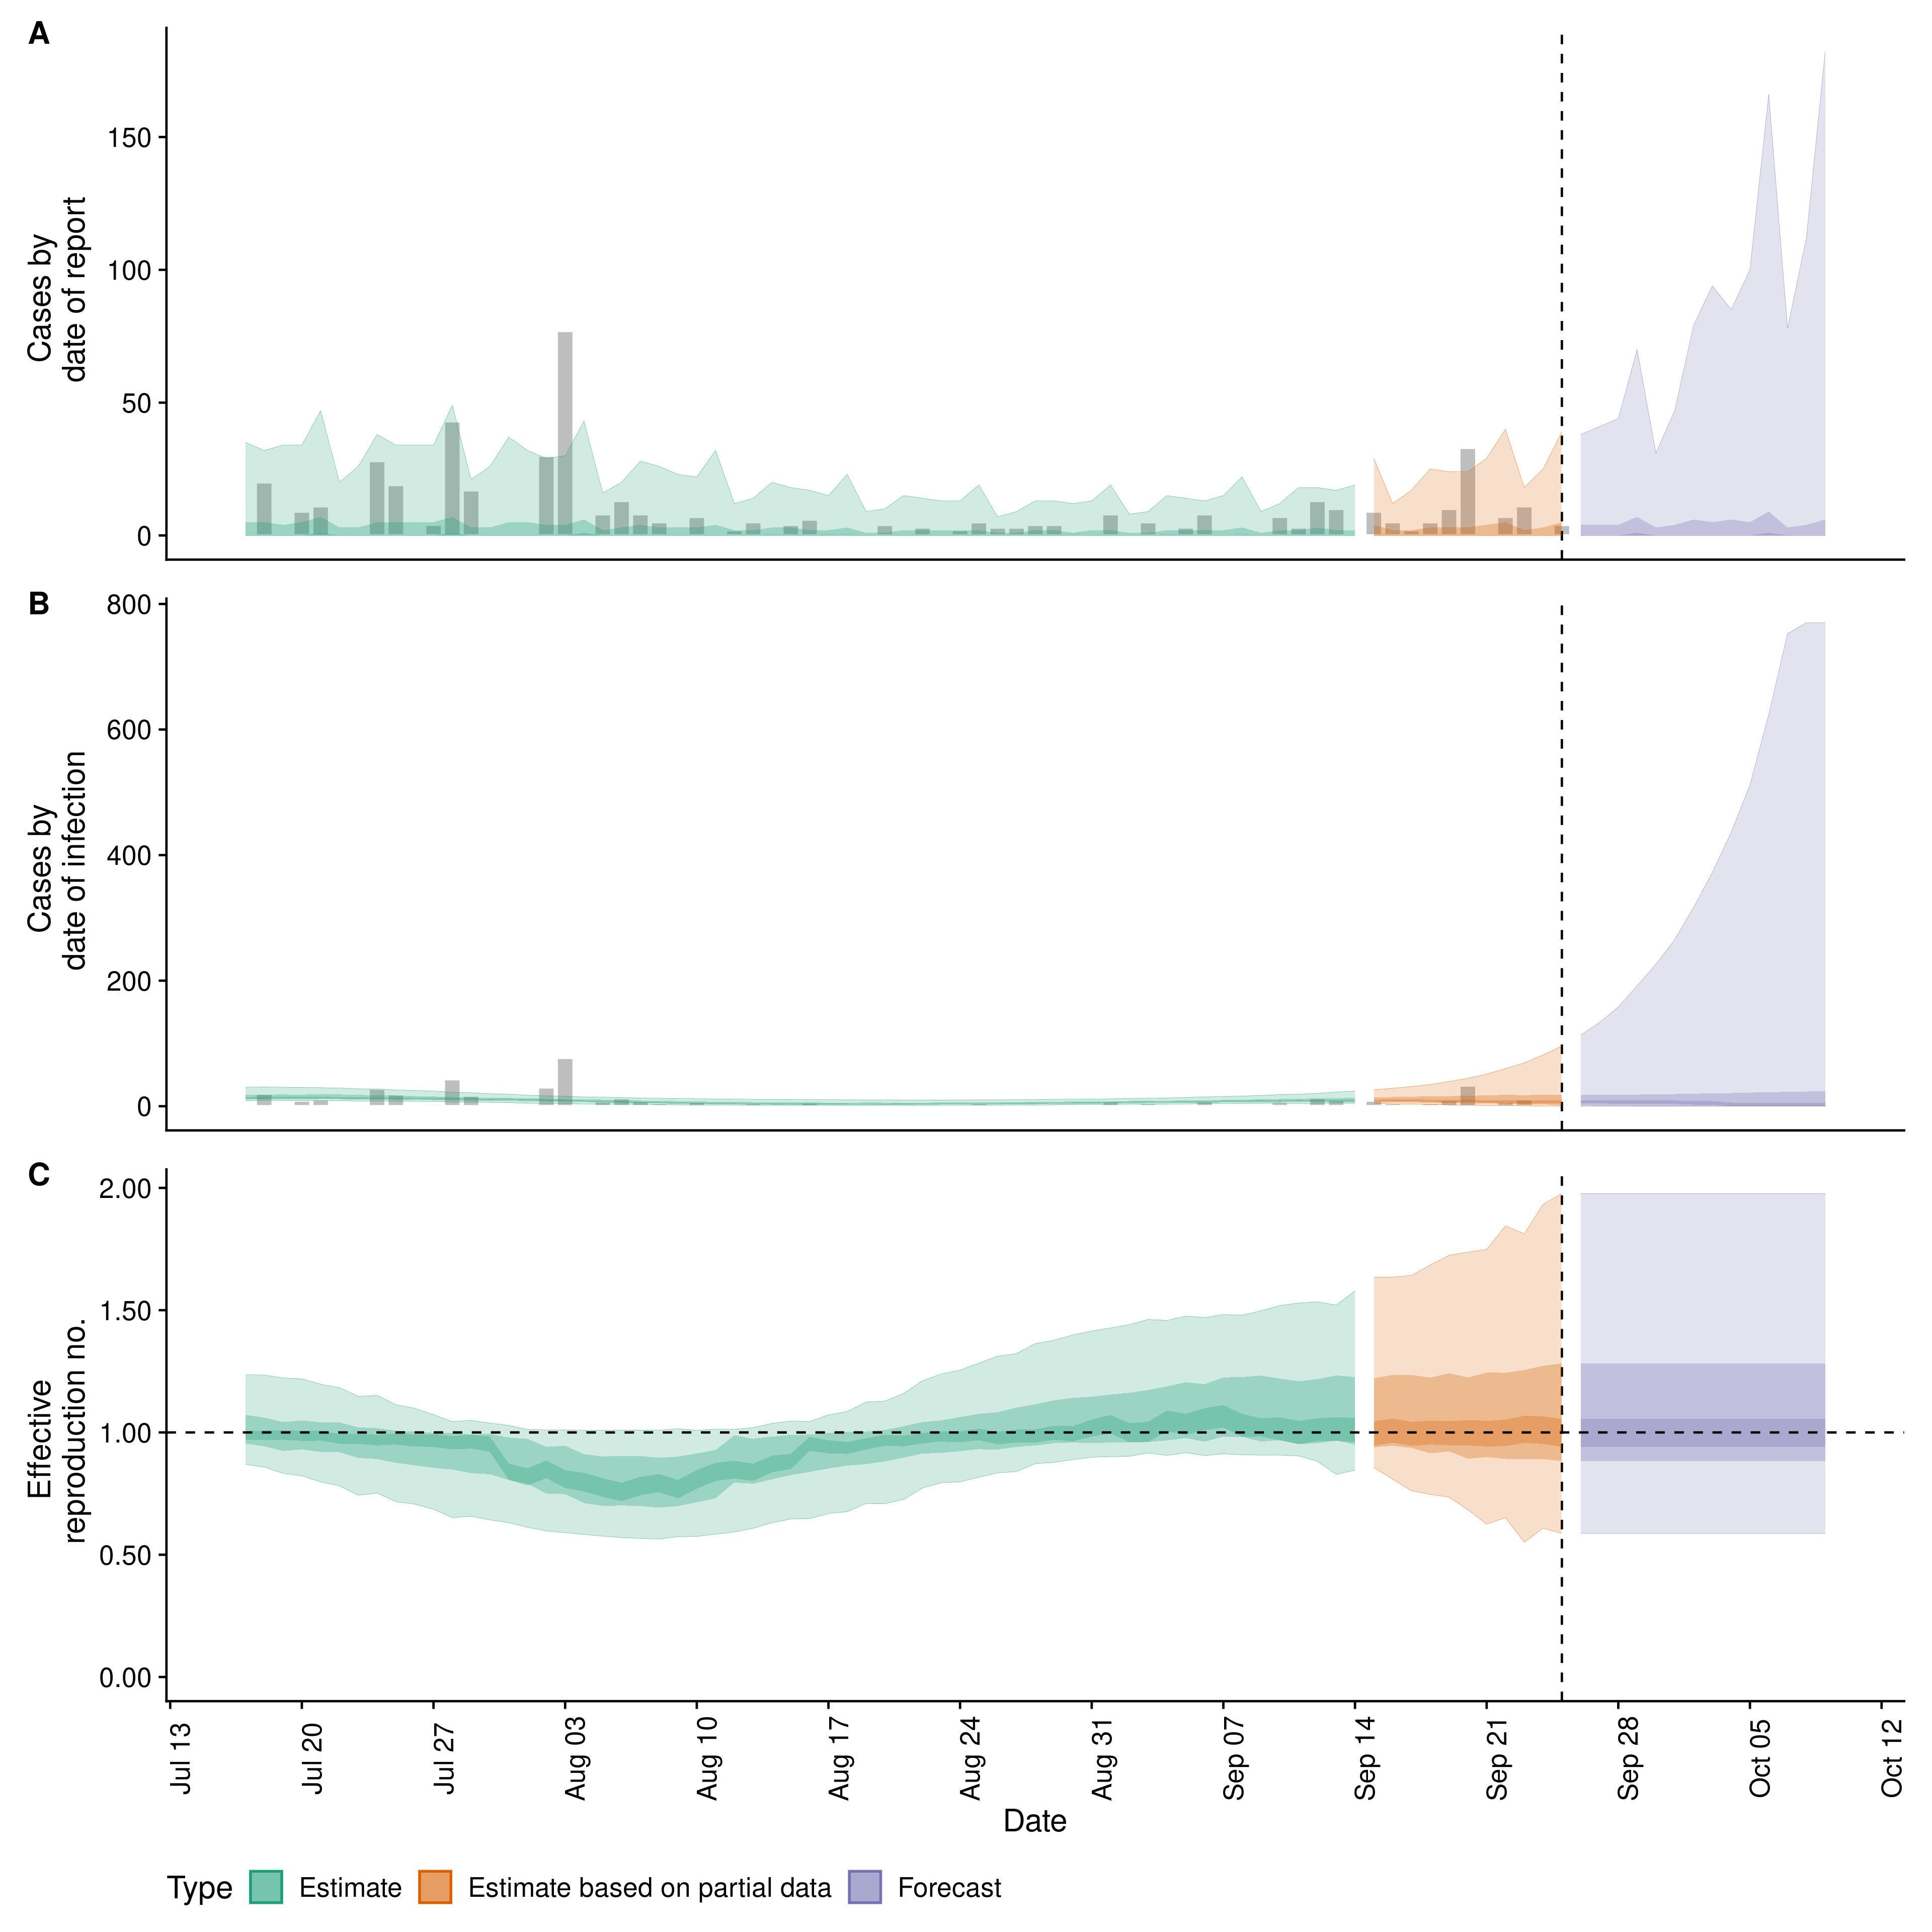 A
Cases by
date of report
150
100
50
0
B
Cases by
date of infection
800
600
400
200
0
C
Effective
reproduction no.
2.00
1.50
1.00
0.50
0.00
Jul 13
Jul 20
Jul 27
Aug 03
Aug 10
Aug 17
Aug 24
Aug 31
Sep 07
Sep 14
Sep 21
Sep 28
Oct 05
Oct 12
Date
Type Estimate Estimate based on partial data Forecast